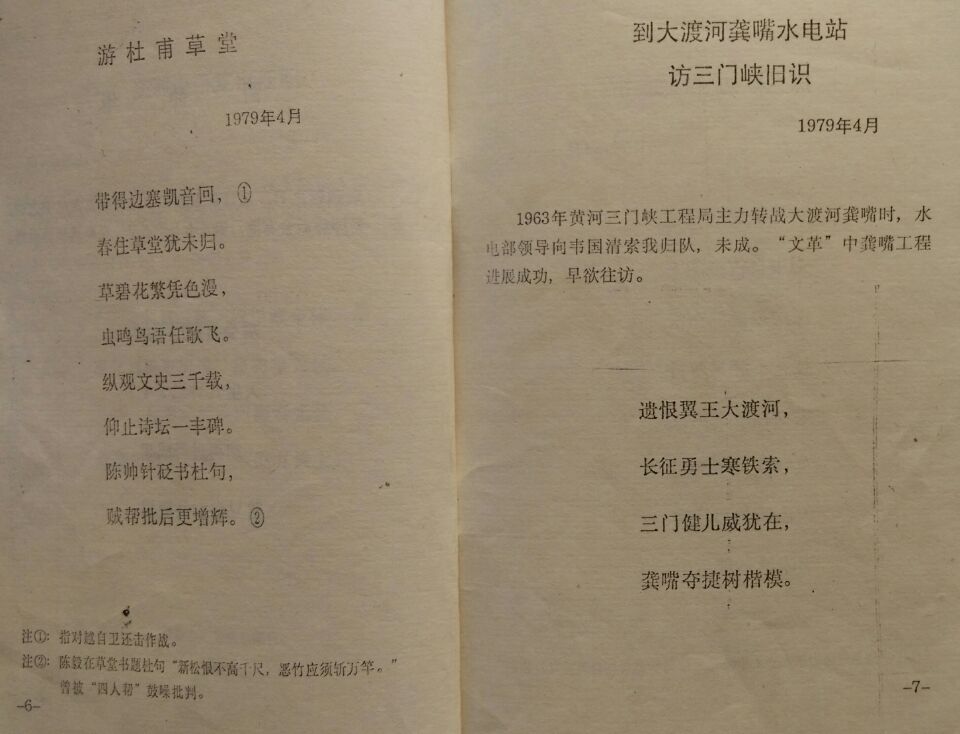 游杜甫草堂
1979年4月
带得边塞凯音回，①
春住草堂犹未归。
草碧花繁凭色漫，
虫鸣鸟语任歌飞。
纵观文史三千载，
仰止诗坛一丰碑。
陈帅针砭书杜句，
贼帮批后更增辉。②
注①：指对越自卫还击作战。
注②：陈毅在草堂书题杜句“新松恨不高千尺，恶竹应须斩万竿。”
曾被“四人帮”鼓噪批判。
–6–
到大渡河龚嘴水电站
访三门峡旧识
1979年4月
1963年黄河三门峡工程局主力转战大渡河龚嘴时，水
电部领导向韦国清索我归队，未成。“文革”中龚嘴工程
进展成功，早欲往访。
遗恨翼王大渡河，
长征勇士寒铁索，
三门健儿威犹在，
龚嘴夺捷树楷模。
–7–